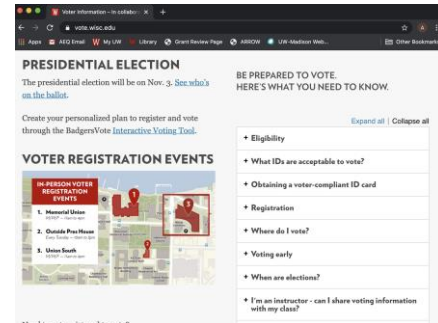 Voter Information – In collabor
vote.wisc.edu
Apps
AEQ Email
My UW
Library
Grant Review Page
ARROW
UW-Madison Web...
Other Bookmarks
PRESIDENTIAL ELECTION
The presidential election will be on Nov. 3. See who's
on the ballot.
Create your personalized plan to register and vote
through the BadgersVote Interactive Voting Tool.
VOTER REGISTRATION EVENTS
IN-PERSON VOTER
REGISTRATION
EVENTS
1. Memorial Union
2. Outside Pres House
3. Union South
1
2
3
BE PREPARED TO VOTE.
HERE'S WHAT YOU NEED TO KNOW.
Expand all | Collapse all
+ Eligibility
+ What IDs are acceptable to vote?
+ Obtaining a voter-compliant ID card
+ Registration
+ Where do I vote?
+ Voting early
+ When are elections?
+ I'm an instructor - can I share voting information
with my class?